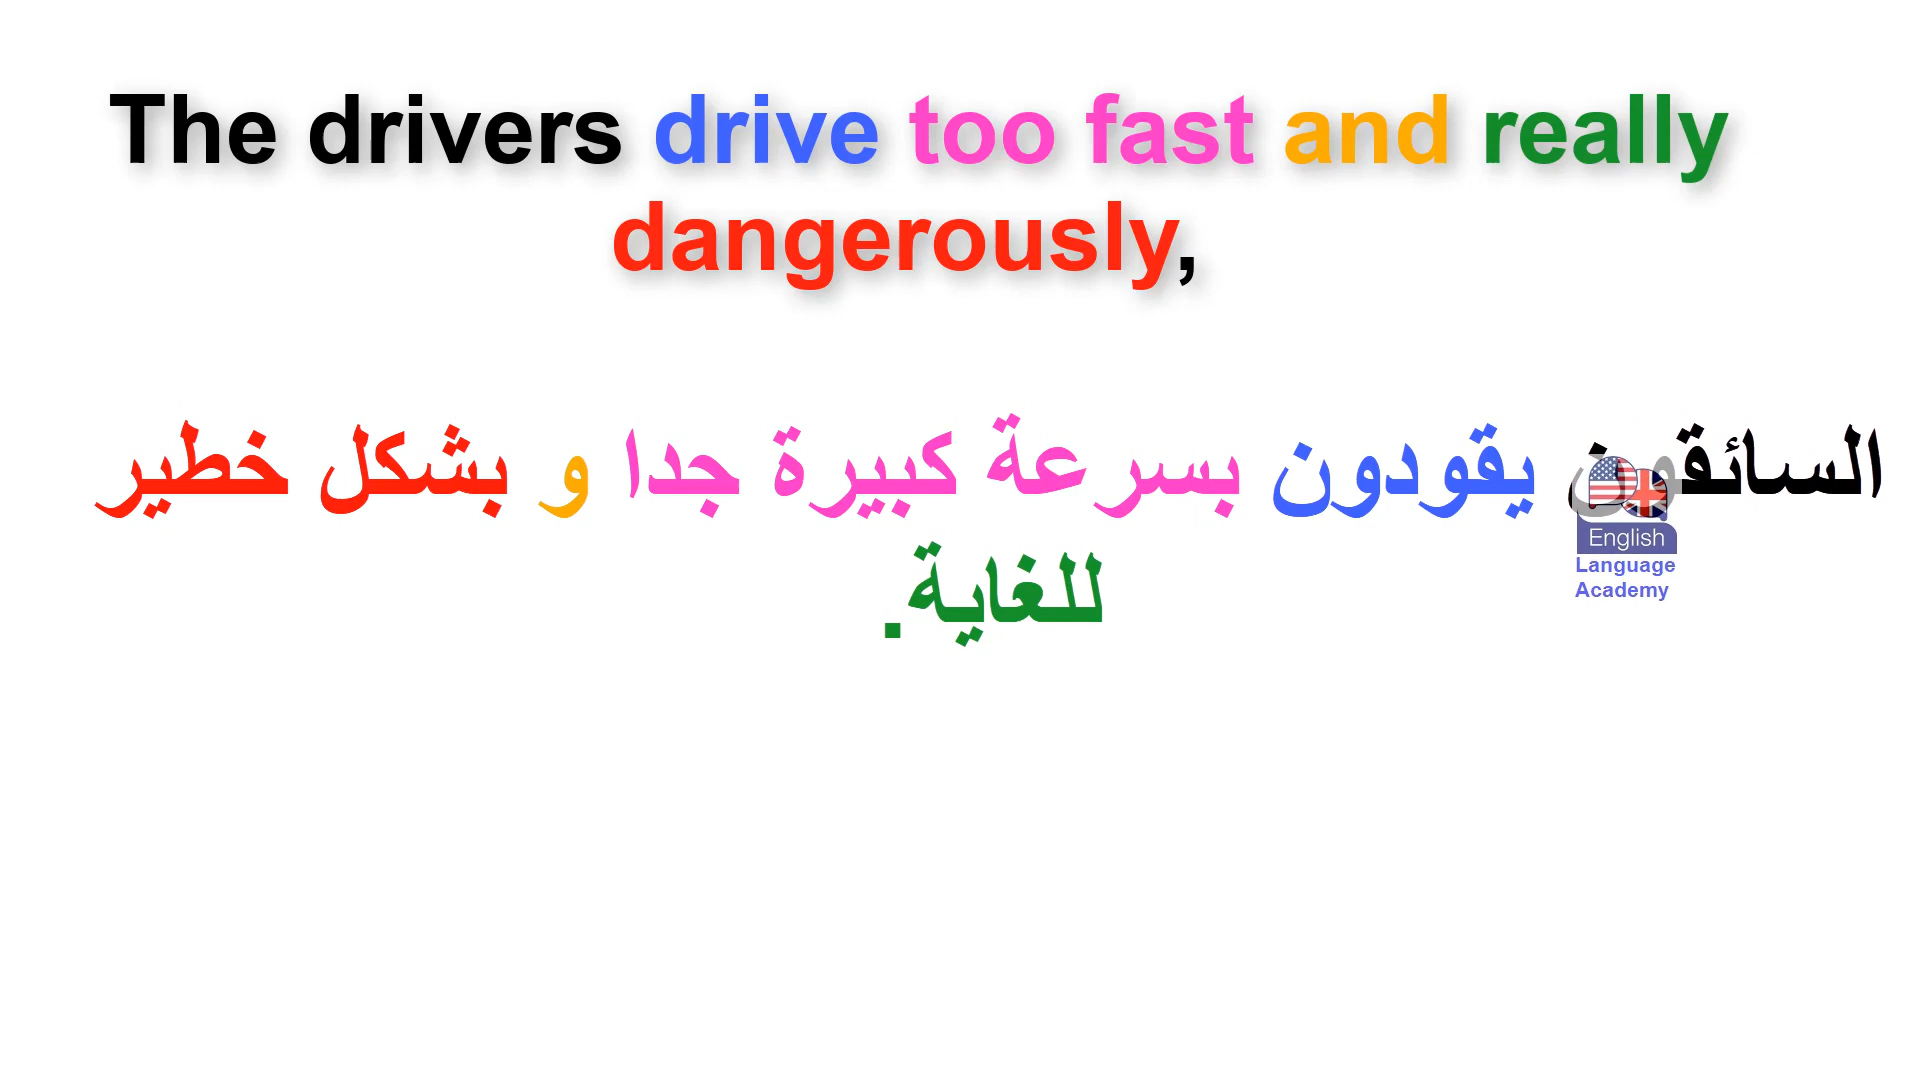 The drivers drive too fast and really
dangerously,
السائقون يقودون بسرعة كبيرة جدا و بشكل خطير
للغاية.
English
Language
Academy